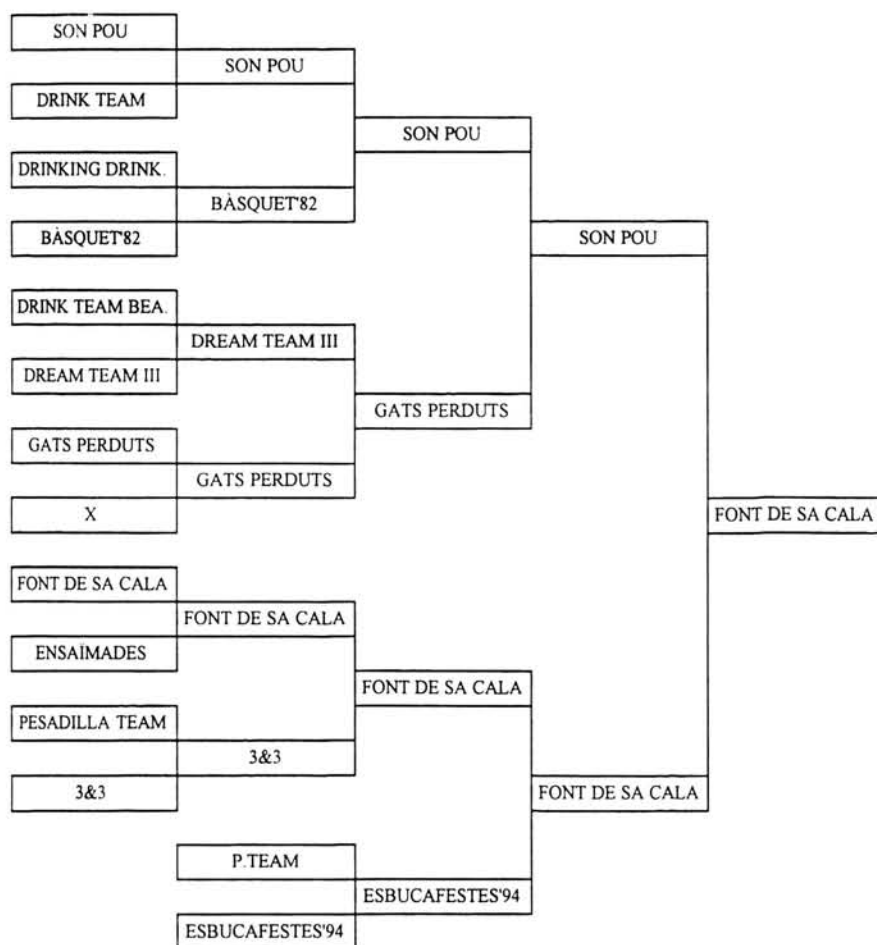 SON POU
SON POU
DRINK TEAM
SON POU
DRINKING DRINK.
BÀSQUET'82
BÀSQUET'82
SON POU
DRINK TEAM BEA.
DREAM TEAM III
DREAM TEAM III
GATS PERDUTS
GATS PERDUTS
GATS PERDUTS
X
FONT DE SA CALA
FONT DE SA CALA
FONT DE SA CALA
ENSAÏMADES
FONT DE SA CALA
PESADILLA TEAM
3&3
3&3
FONT DE SA CALA
P.TEAM
ESBUCAFESTES'94
ESBUCAFESTES'94